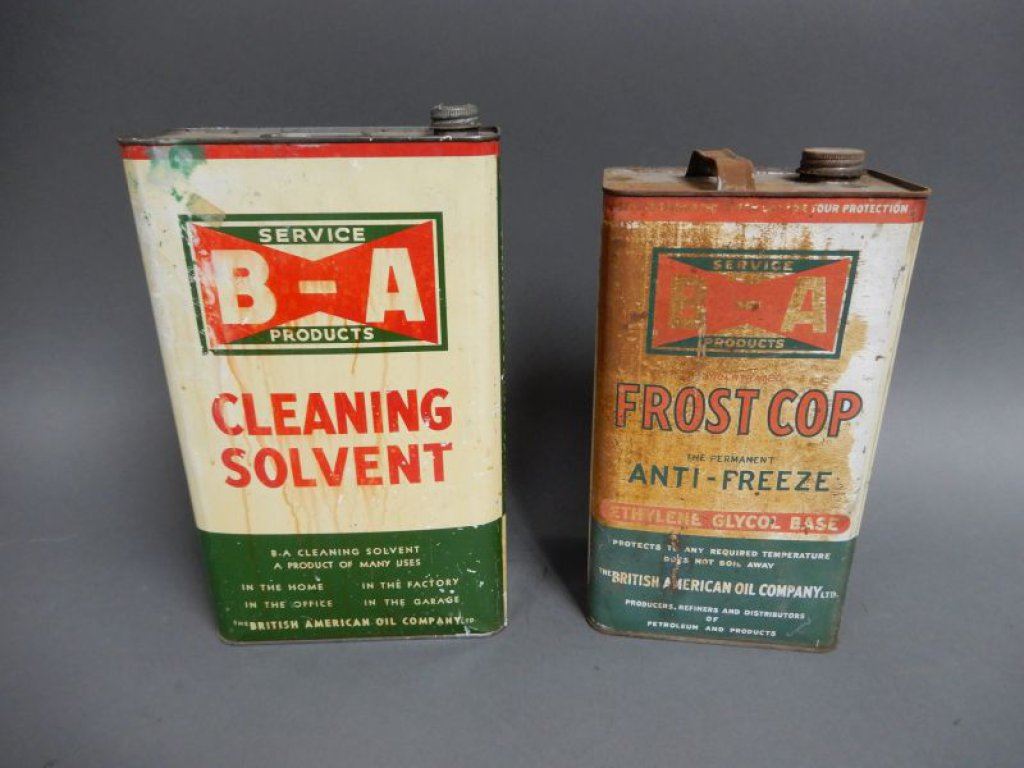 SERVICE
B-A
PRODUCTS
CLEANING
SOLVENT
B-A CLEANING SOLVENT
A PRODUCT OF MANY USES
IN THE HOME IN THE FACTORY
IN THE OFFICE IN THE GARAGE
THE BRITISH AMERICAN OIL COMPANY LTD.
YOUR PROTECTION
SERVICE
B-A
PRODUCTS
FROST COP
THE PERMANENT
ANTI-FREEZE
ETHYLENE GLYCOL BASE
PROTECTS TO ANY REQUIRED TEMPERATURE
DOES NOT BOIL AWAY
THE BRITISH AMERICAN OIL COMPANY LTD.
PRODUCERS, REFINERS AND DISTRIBUTORS
OF
PETROLEUM AND PRODUCTS